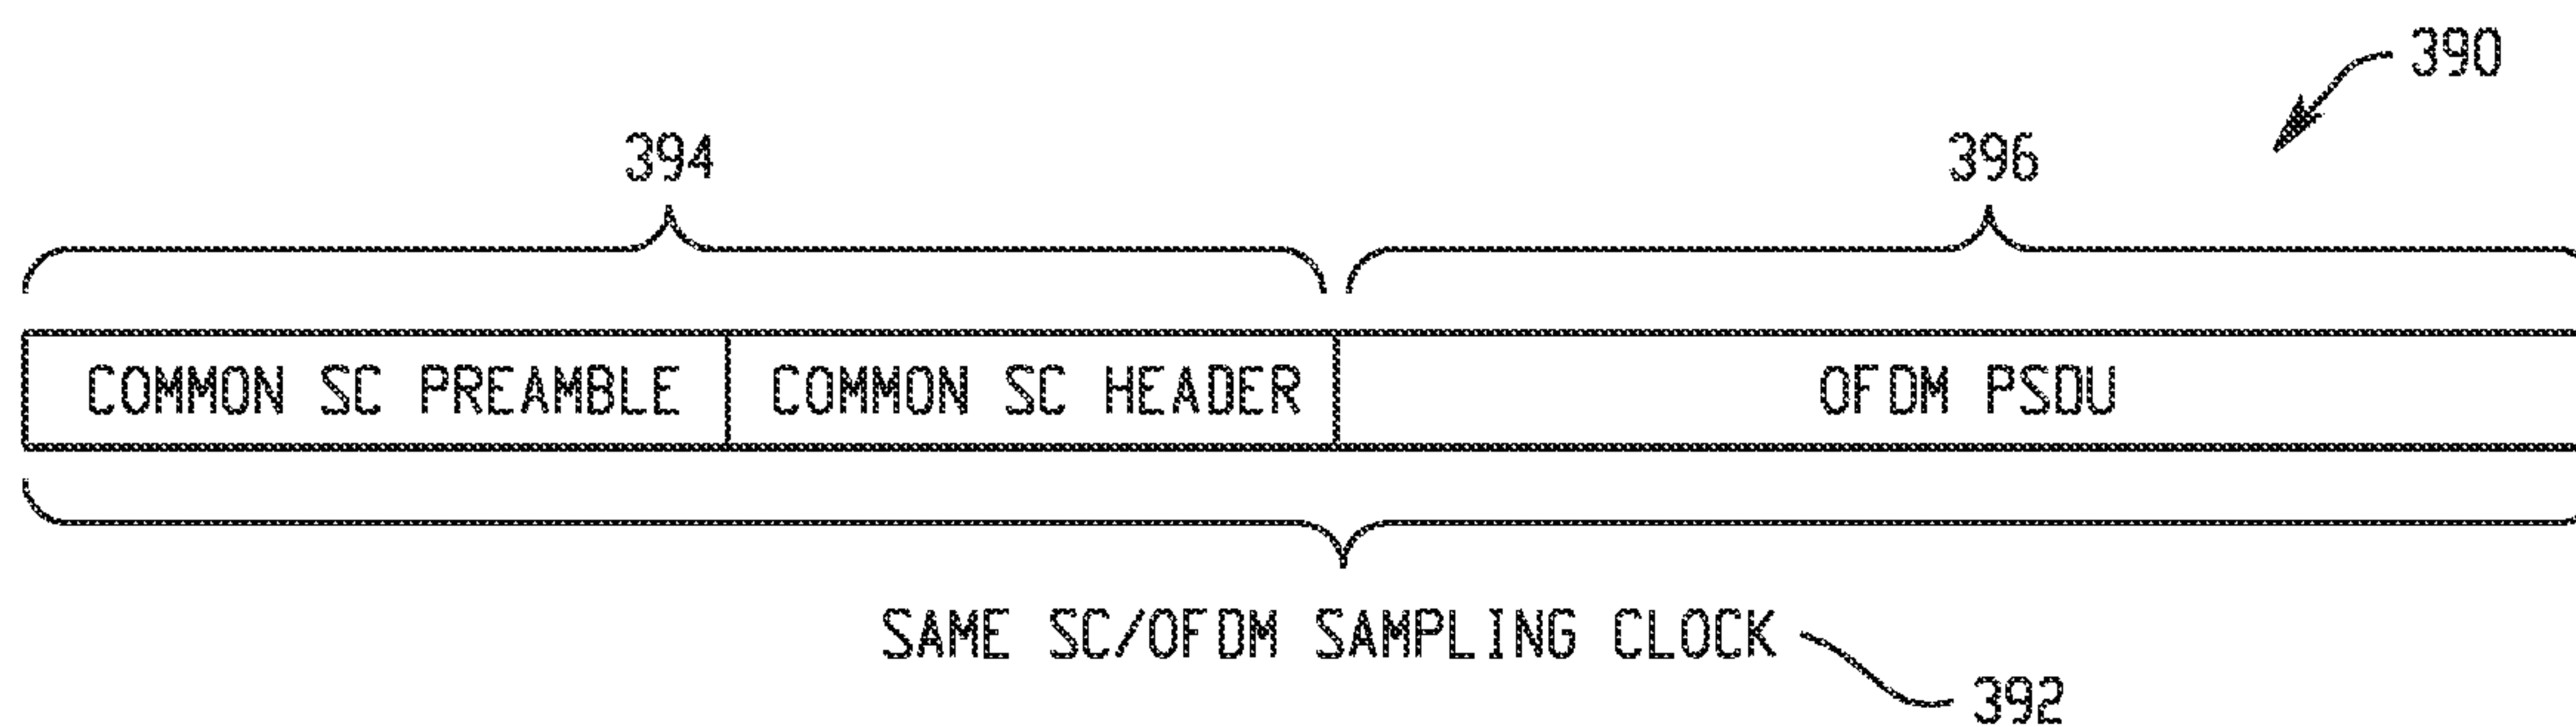 390
394
396
COMMON SC PREAMBLE
COMMON SC HEADER
OFDM PSDU
SAME SC/OFDM SAMPLING CLOCK
392